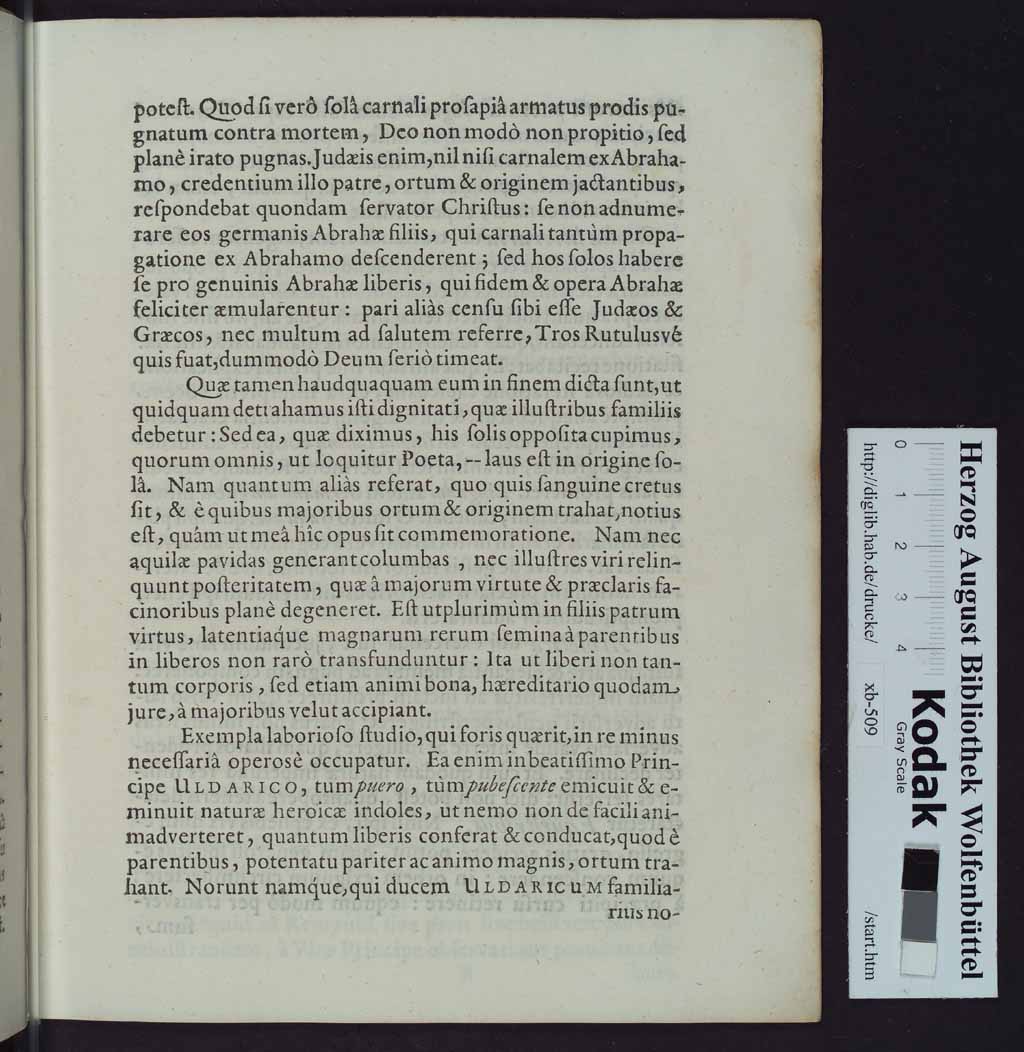 poteſt. Quod ſi verô ſolâ carnali proſapiâ armatus prodis pu-
gnatum contra mortem, Deo non modò non propitio, ſed
planè irato pugnas. Judæis enim, nil niſi carnalem ex Abraha-
mo, credentium illo patre, ortum & originem jactantibus,
reſpondebat quondam ſervator Chriſtus: ſe non adnume-
rare eos germanis Abrahæ filiis, qui carnali tantùm propa-
gatione ex Abrahamo deſcenderent; ſed hos ſolos habere
ſe pro genuinis Abrahæ liberis, qui fidem & opera Abrahæ
feliciter æmularentur: pari aliàs cenſu ſibi eſſe Judæos &
Græcos, nec multum ad ſalutem referre, Tros Rutulusvé
quis fuat, dummodò Deum ſeriò timeat.
Quæ tamen haudquaquam eum in finem dicta ſunt, ut
quidquam detrahamus iſti dignitati, quæ illuſtribus familiis
debetur: Sed ea, quæ diximus, his ſolis oppoſita cupimus,
quorum omnis, ut loquitur Poeta, -- laus eſt in origine ſo-
lâ. Nam quantum aliàs referat, quo quis ſanguine cretus
ſit, & è quibus majoribus ortum & originem trahat, notius
eſt, quám ut meâ hîc opus ſit commemoratione. Nam nec
aquilæ pavidas generant columbas, nec illuſtres viri relin-
quunt poſteritatem, quæ â majorum virtute & præclaris fa-
cinoribus planè degeneret. Eſt utplurimùm in filiis patrum
virtus, latentiaq́ue magnarum rerum ſemina à parentibus
in liberos non rarò transfunduntur: Ita ut liberi non tan-
tum corporis, ſed etiam animi bona, hæreditario quodam
jure, à majoribus velut accipiant.
Exempla laborioſo ſtudio, qui foris quærit, in re minus
neceſſariâ operosè occupatur. Ea enim in beatiſſimo Prin-
cipe ULDARICO, tum puero, tùm pubeſcente emicuit & e-
minuit naturæ heroicæ indoles, ut nemo non de facili ani-
madverteret, quantum liberis conferat & conducat, quod è
parentibus, potentatu pariter ac animo magnis, ortum tra-
hant. Norunt namq́ue, qui ducem ULDARICUM familia-
rius no-
Herzog August Bibliothek Wolfenbüttel
0 1 2 3 4
Kodak
Gray Scale
http://diglib.hab.de/drucke/ xb-509 /start.htm